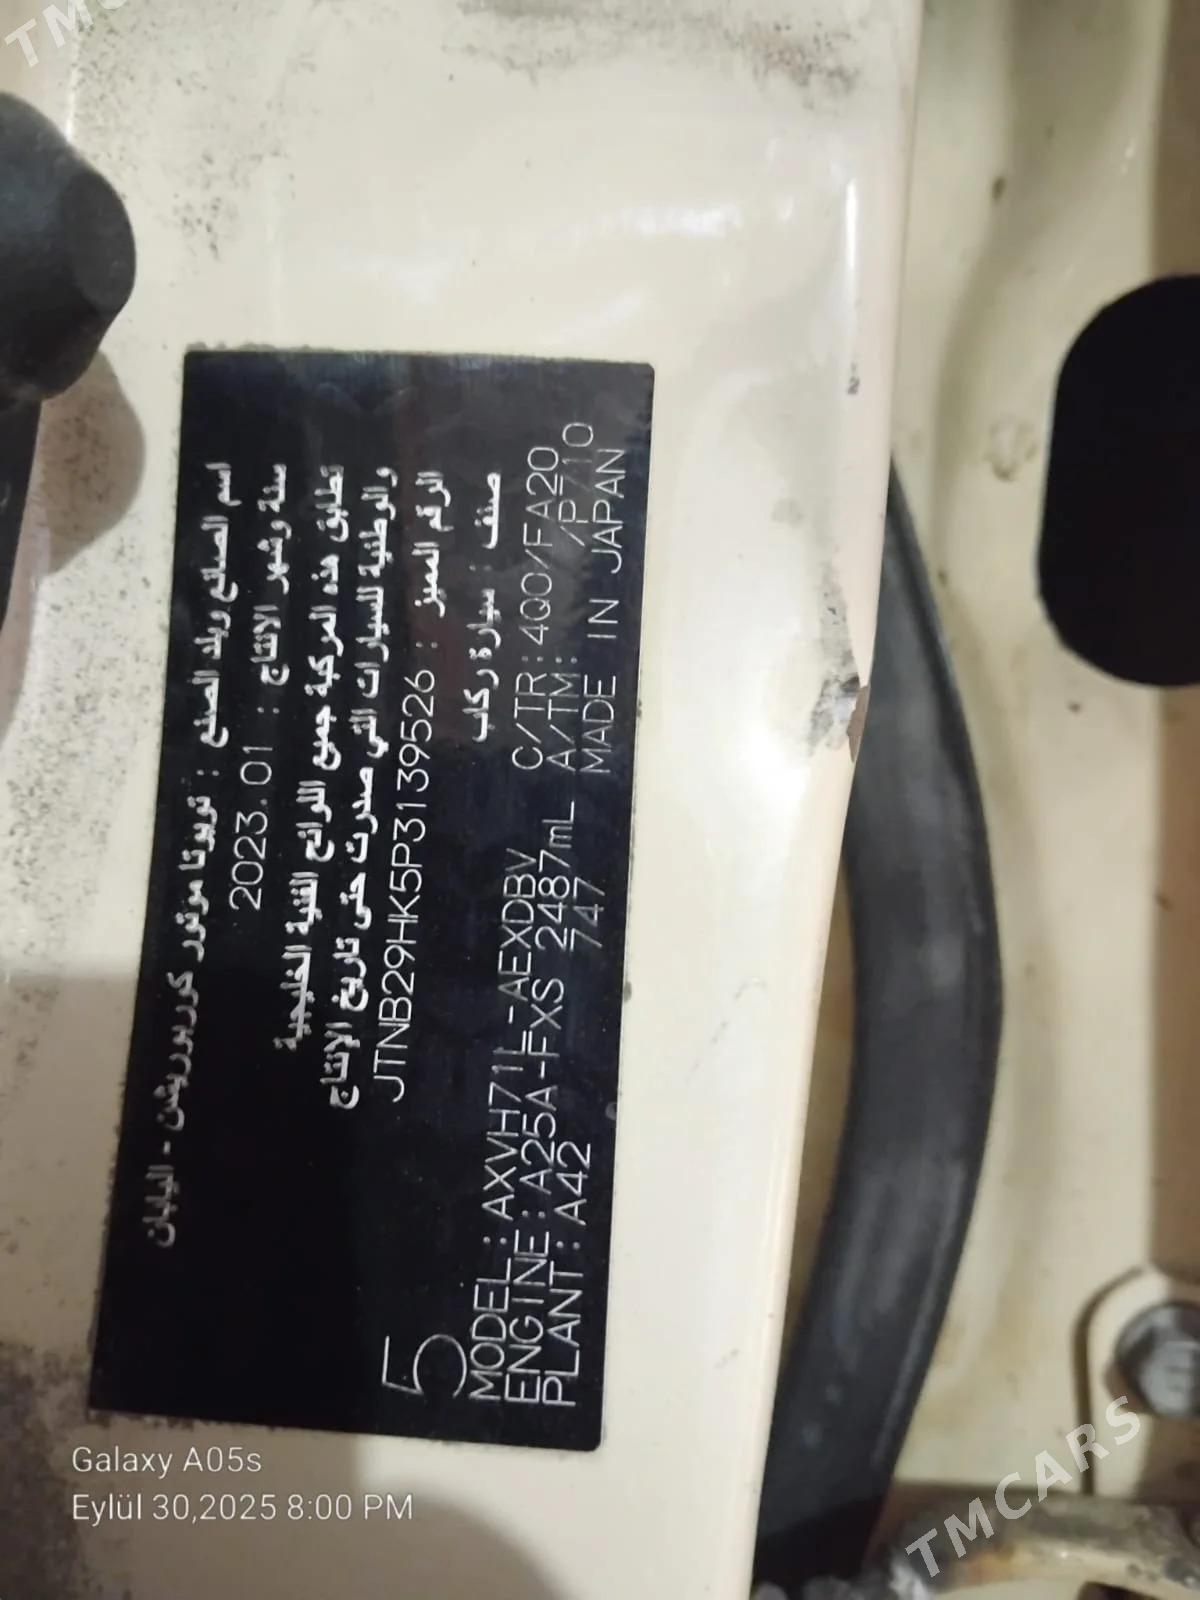 اسم الصانع وبلد الصنع : تويوتا موتور كوربوريشن - اليابان
سنة وشهر الانتاج : 2023.01
تطابق هذه المركبة جميع اللوائح الفنية الخليجية
والوطنية للسيارات التي صدرت حتى تاريخ الانتاج
الرقم المميز : JTNB29HK5P3139526
5 صنف : سيارة ركاب
MODEL : AXVH71L-AEXDBV C/TR: 4Q0/FA20
ENGINE : A25A-FXS 2487mL A/TM: /P710
PLANT : A42 747 MADE IN JAPAN
Galaxy A05s
Eylül 30,2025 8:00 PM
TMCARS